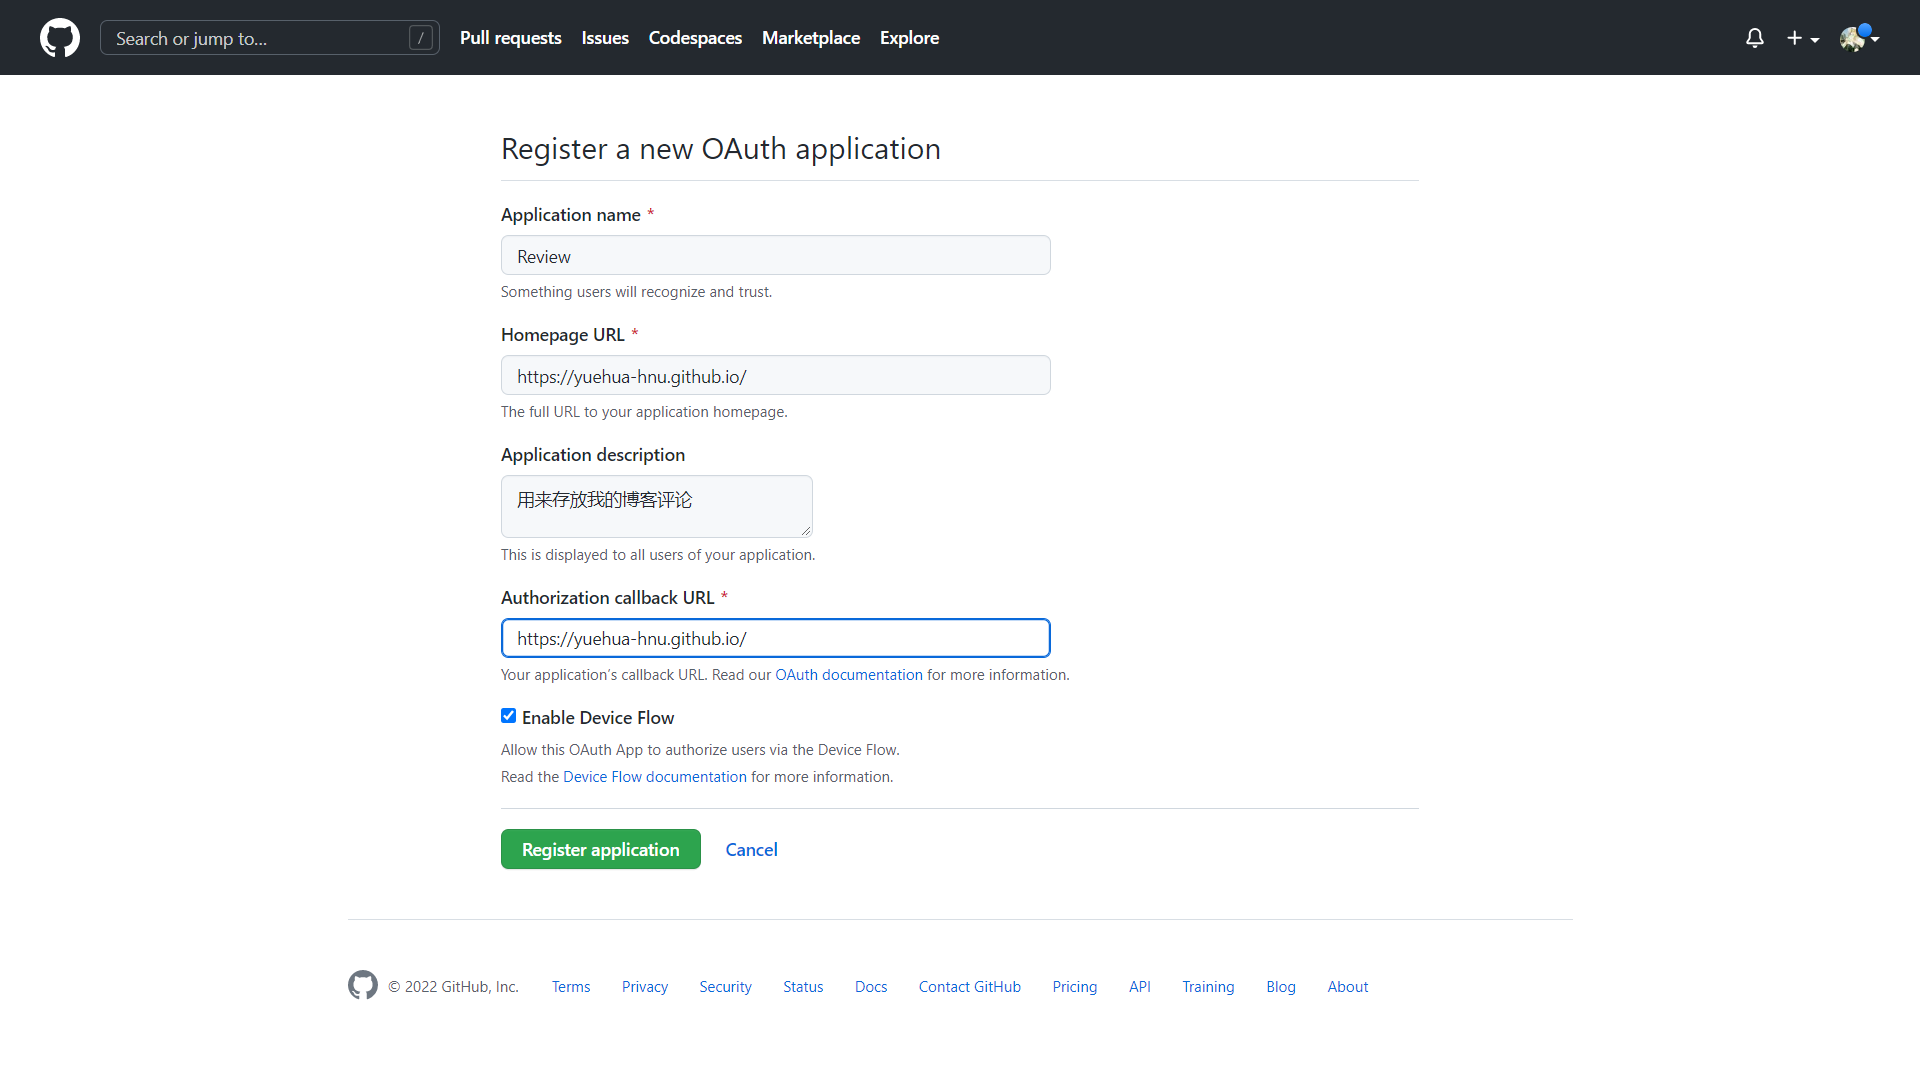 Search or jump to... /
Pull requests Issues Codespaces Marketplace Explore
Register a new OAuth application
Application name *
Review
Something users will recognize and trust.
Homepage URL *
https://yuehua-hnu.github.io/
The full URL to your application homepage.
Application description
用来存放我的博客评论
This is displayed to all users of your application.
Authorization callback URL *
https://yuehua-hnu.github.io/
Your application’s callback URL. Read our OAuth documentation for more information.
Enable Device Flow
Allow this OAuth App to authorize users via the Device Flow.
Read the Device Flow documentation for more information.
Register application Cancel
© 2022 GitHub, Inc. Terms Privacy Security Status Docs Contact GitHub Pricing API Training Blog About